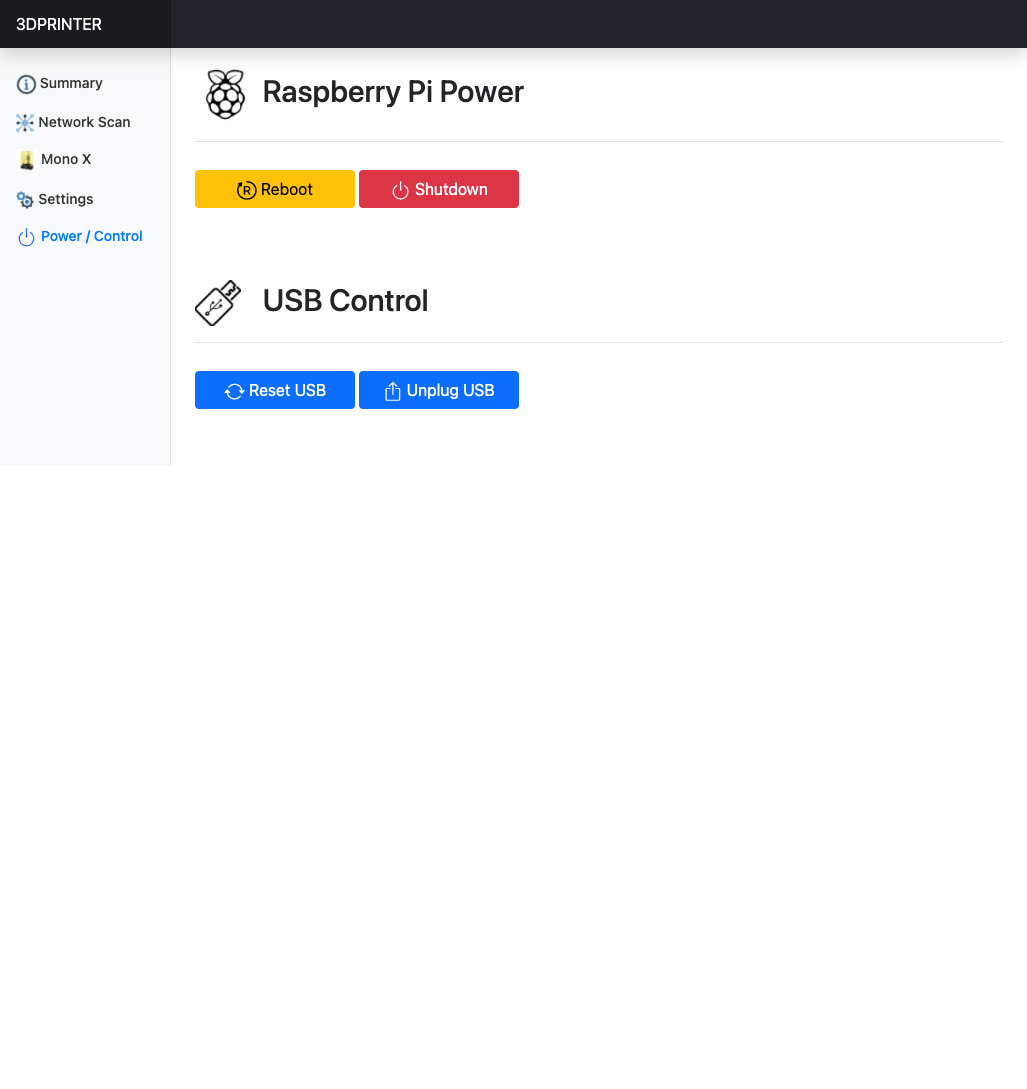 3DPRINTER
Summary
Network Scan
Mono X
Settings
Power / Control
Raspberry Pi Power
Reboot
Shutdown
USB Control
Reset USB
Unplug USB